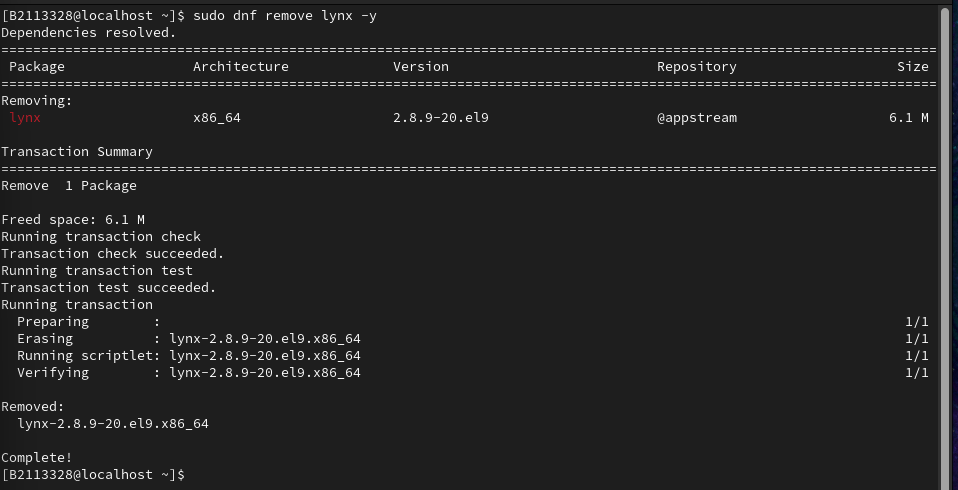 [B2113328@localhost ~]$ sudo dnf remove lynx -y
Dependencies resolved.
================================================================================
Package Architecture Version Repository Size
================================================================================
Removing:
lynx x86_64 2.8.9-20.el9 @appstream 6.1 M
Transaction Summary
================================================================================
Remove 1 Package
Freed space: 6.1 M
Running transaction check
Transaction check succeeded.
Running transaction test
Transaction test succeeded.
Running transaction
Preparing : 1/1
Erasing : lynx-2.8.9-20.el9.x86_64 1/1
Running scriptlet: lynx-2.8.9-20.el9.x86_64 1/1
Verifying : lynx-2.8.9-20.el9.x86_64 1/1
Removed:
lynx-2.8.9-20.el9.x86_64
Complete!
[B2113328@localhost ~]$